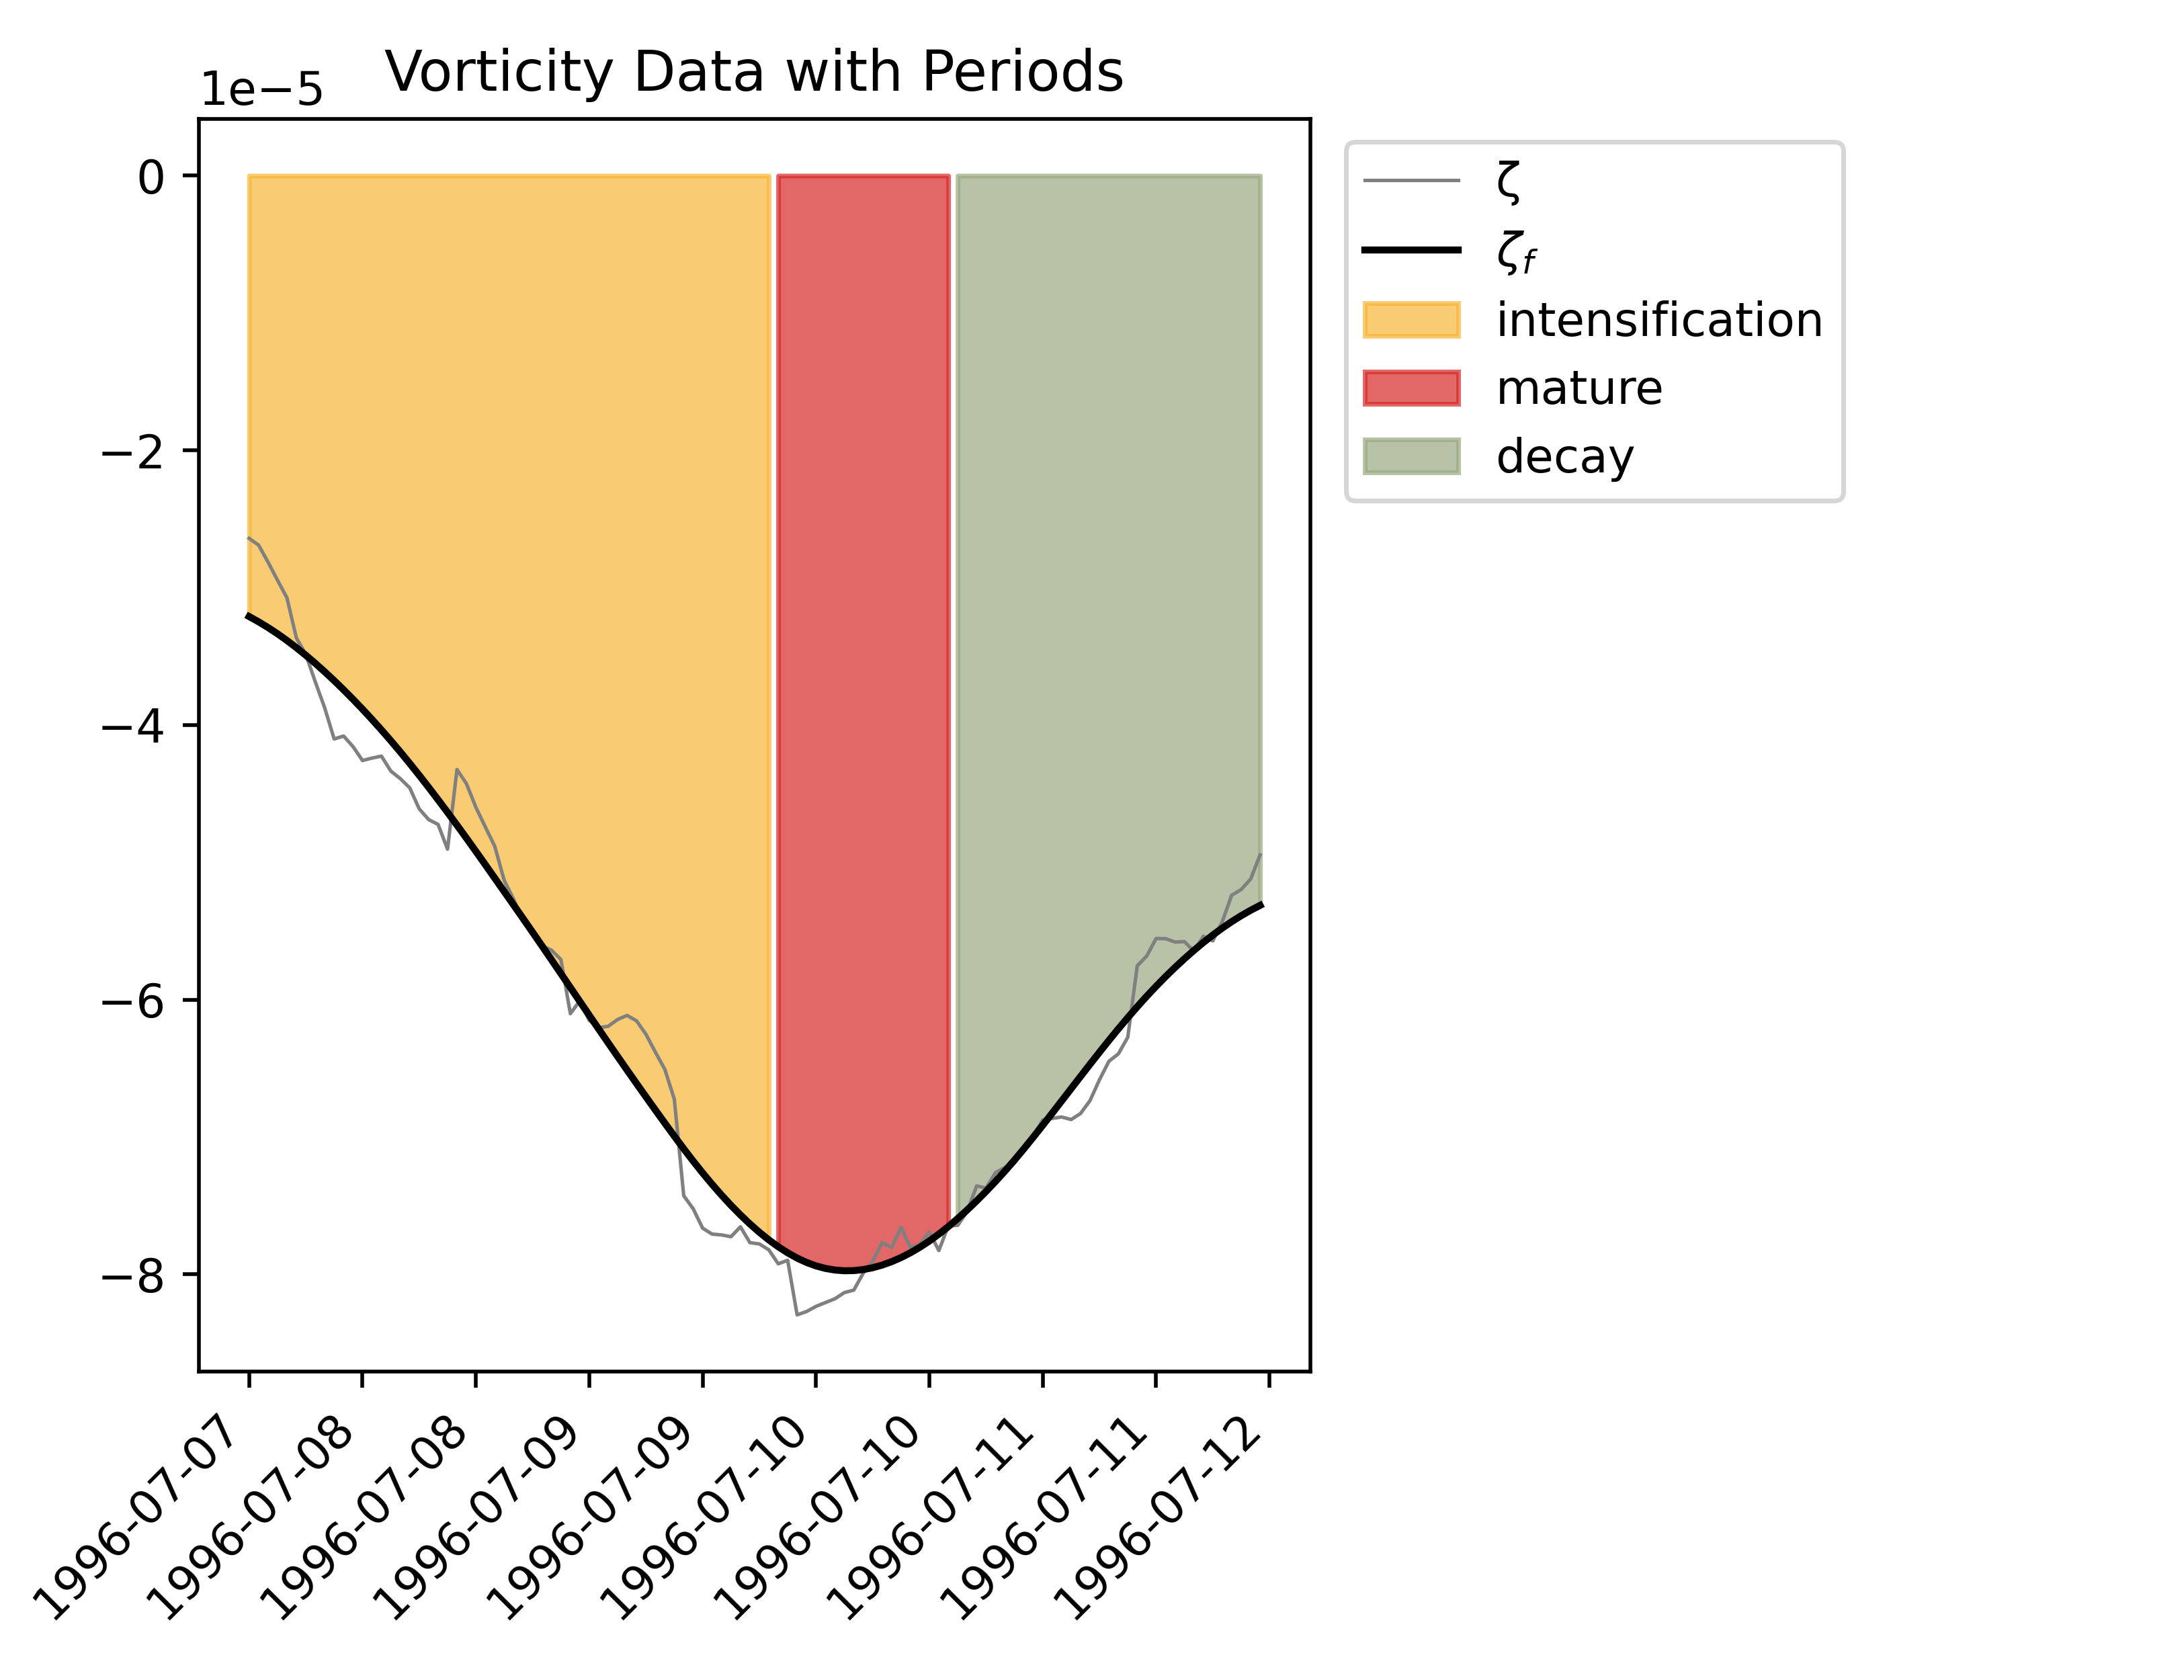 Vorticity Data with Periods
1e−5
0
−2
−4
−6
−8
1996-07-07
1996-07-08
1996-07-08
1996-07-09
1996-07-09
1996-07-10
1996-07-10
1996-07-11
1996-07-11
1996-07-12
ζ
ζf
intensification
mature
decay